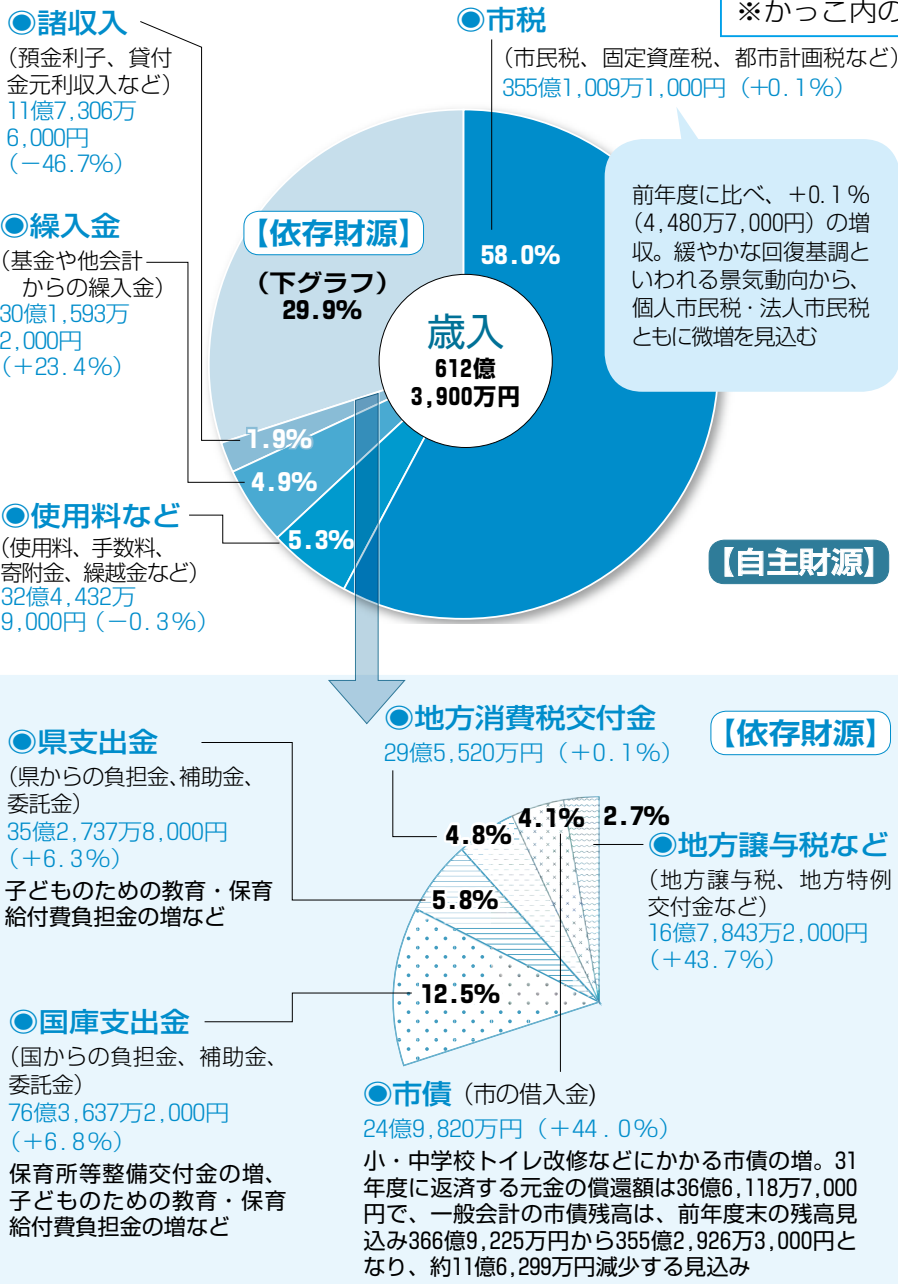 ◉諸収入
（預金利子、貸付
金元利収入など）
11億7,306万
6,000円
（－46.7％）
◉市税
（市民税、固定資産税、都市計画税など）
355億1,009万1,000円（＋0.1％）
※かっこ内の
前年度に比べ、＋0.1％
（4,480万7,000円）の増
収。緩やかな回復基調と
いわれる景気動向から、
個人市民税・法人市民税
ともに微増を見込む
◉繰入金
（基金や他会計
からの繰入金）
30億1,593万
2,000円
（＋23.4％）
【依存財源】
（下グラフ）
29.9%
58.0%
歳入
612億
3,900万円
1.9%
4.9%
5.3%
◉使用料など
（使用料、手数料、
寄附金、繰越金など）
32億4,432万
9,000円（－0.3％）
【自主財源】
【依存財源】
◉県支出金
（県からの負担金、補助金、
委託金）
35億2,737万8,000円
（＋6.3％）
子どものための教育・保育
給付費負担金の増など
◉地方消費税交付金
29億5,520万円（＋0.1％）
4.8%
4.1%
2.7%
5.8%
12.5%
◉地方譲与税など
（地方譲与税、地方特例
交付金など）
16億7,843万2,000円
（＋43.7％）
◉国庫支出金
（国からの負担金、補助金、
委託金）
76億3,637万2,000円
（＋6.8％）
保育所等整備交付金の増、
子どものための教育・保育
給付費負担金の増など
◉市債（市の借入金）
24億9,820万円（＋44.0％）
小・中学校トイレ改修などにかかる市債の増。31
年度に返済する元金の償還額は36億6,118万7,000
円で、一般会計の市債残高は、前年度末の残高見
込み366億9,225万円から355億2,926万3,000円と
なり、約11億6,299万円減少する見込み